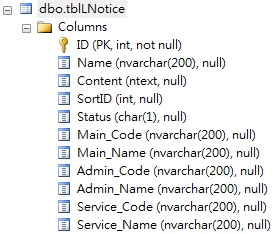 dbo.tblLNotice
Columns
ID (PK, int, not null)
Name (nvarchar(200), null)
Content (ntext, null)
SortID (int, null)
Status (char(1), null)
Main_Code (nvarchar(200), null)
Main_Name (nvarchar(200), null)
Admin_Code (nvarchar(200), null)
Admin_Name (nvarchar(200), null)
Service_Code (nvarchar(200), null)
Service_Name (nvarchar(200), null)